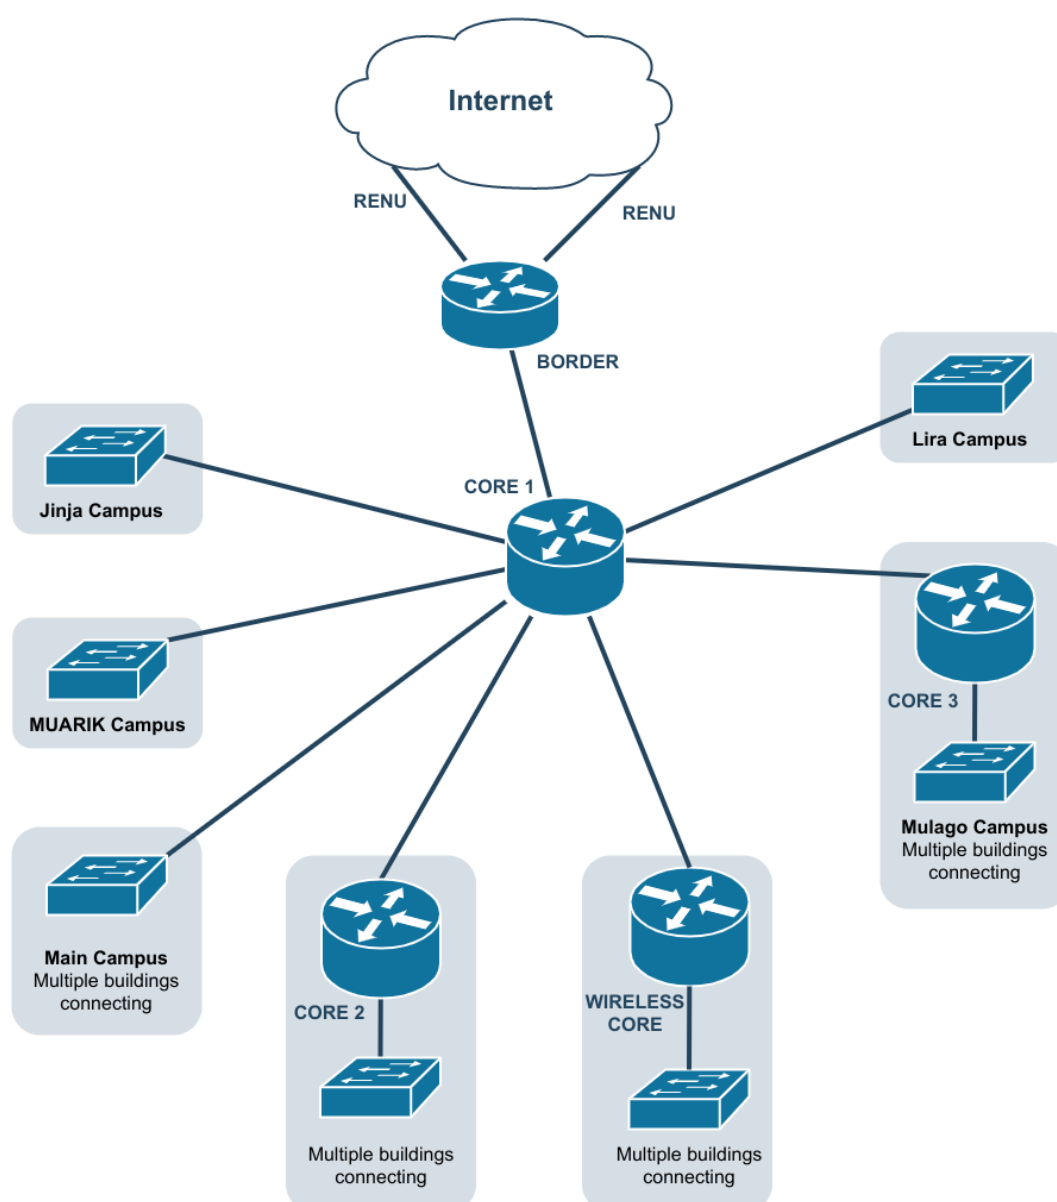 Internet
RENU
RENU
BORDER
Lira Campus
CORE 1
Jinja Campus
MUARIK Campus
CORE 3
Mulago Campus
Multiple buildings
connecting
Main Campus
Multiple buildings
connecting
CORE 2
Multiple buildings
connecting
WIRELESS
CORE
Multiple buildings
connecting